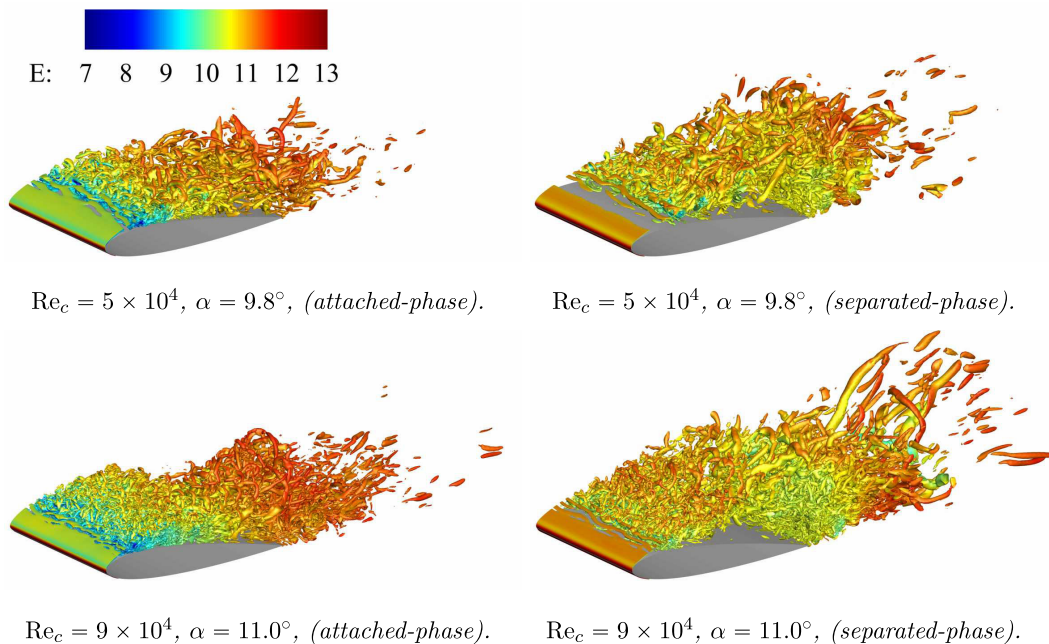 E: 7 8 9 10 11 12 13
Re_c = 5 × 10^4, α = 9.8°, (attached-phase).
Re_c = 5 × 10^4, α = 9.8°, (separated-phase).
Re_c = 9 × 10^4, α = 11.0°, (attached-phase).
Re_c = 9 × 10^4, α = 11.0°, (separated-phase).